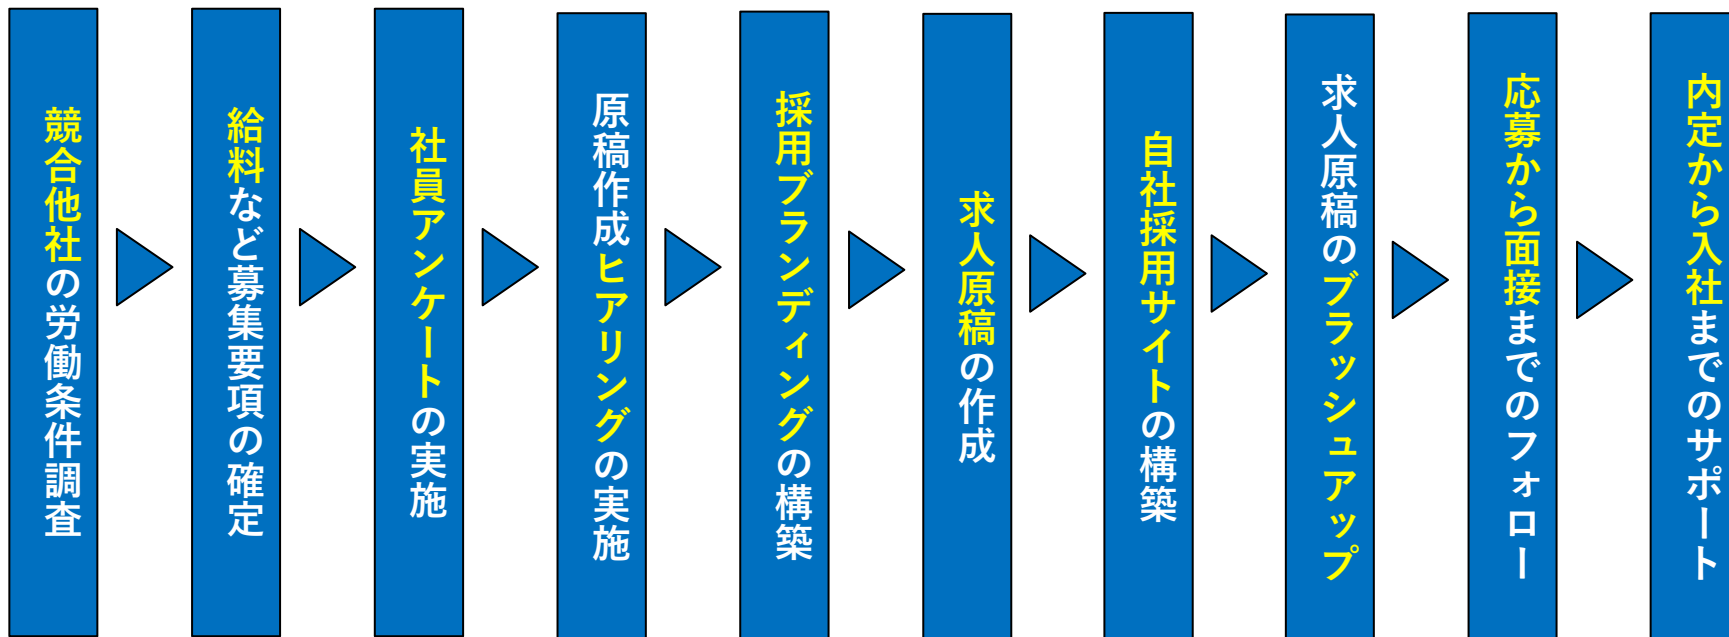 競合他社の労働条件調査
給料など募集要項の確定
社員アンケートの実施
原稿作成ヒアリングの実施
採用ブランディングの構築
求人原稿の作成
自社採用サイトの構築
求人原稿のブラッシュアップ
応募から面接までのフォロー
内定から入社までのサポート